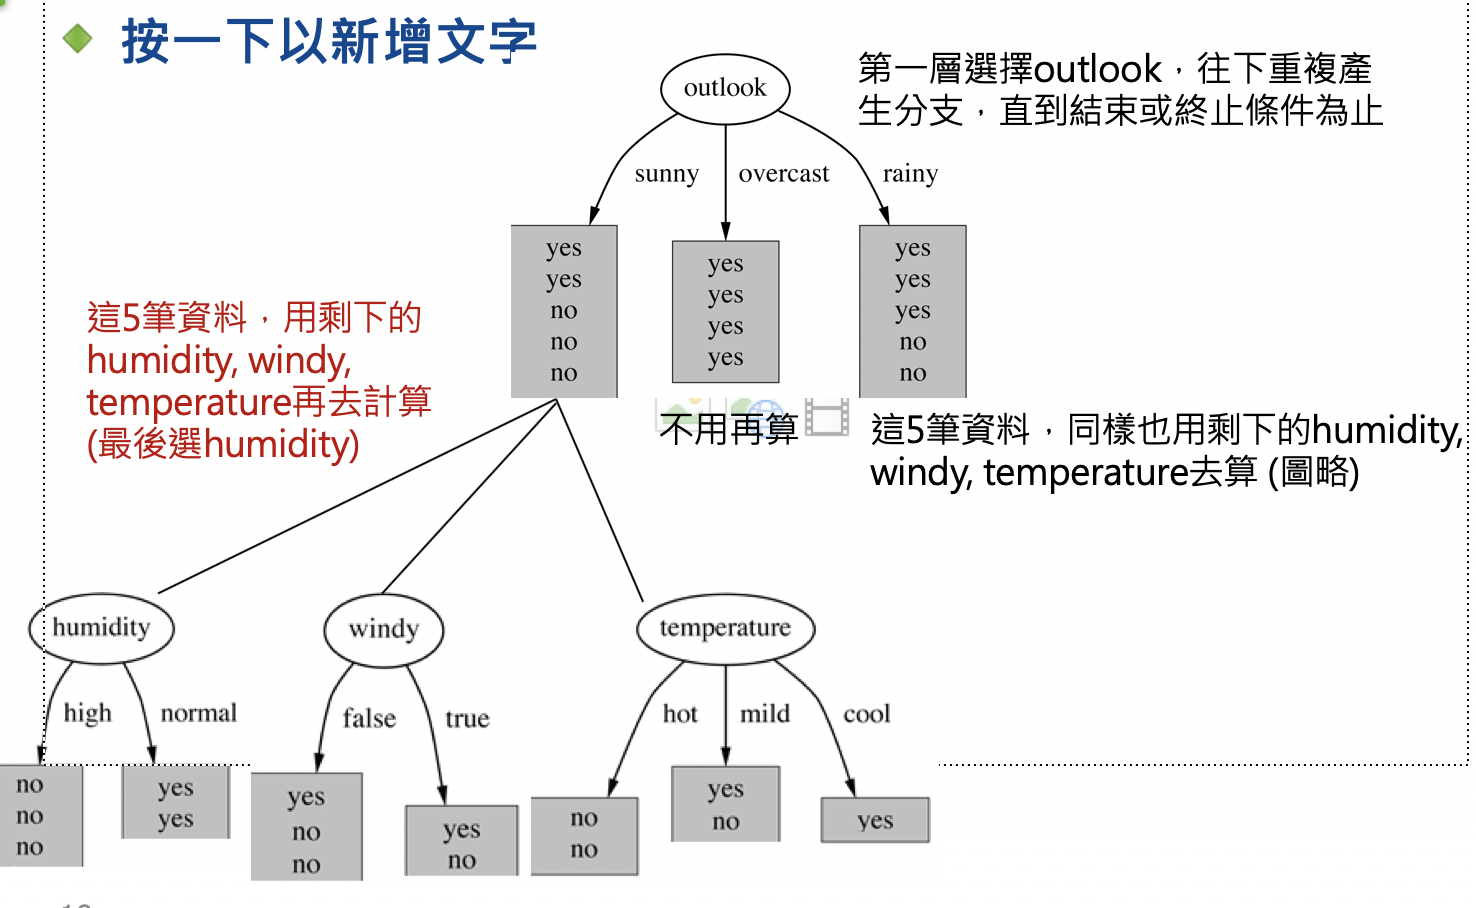 按一下以新增文字
outlook
第一層選擇outlook，往下重複產
生分支，直到結束或終止條件為止
sunny
overcast
rainy
yes
yes
no
no
no
yes
yes
yes
yes
yes
yes
yes
no
no
這5筆資料，用剩下的
humidity, windy,
temperature再去計算
(最後選humidity)
不用再算
這5筆資料，同樣也用剩下的humidity,
windy, temperature去算 (圖略)
humidity
windy
temperature
high
normal
false
true
hot
mild
cool
no
no
no
yes
yes
yes
no
no
yes
no
no
no
yes
no
yes